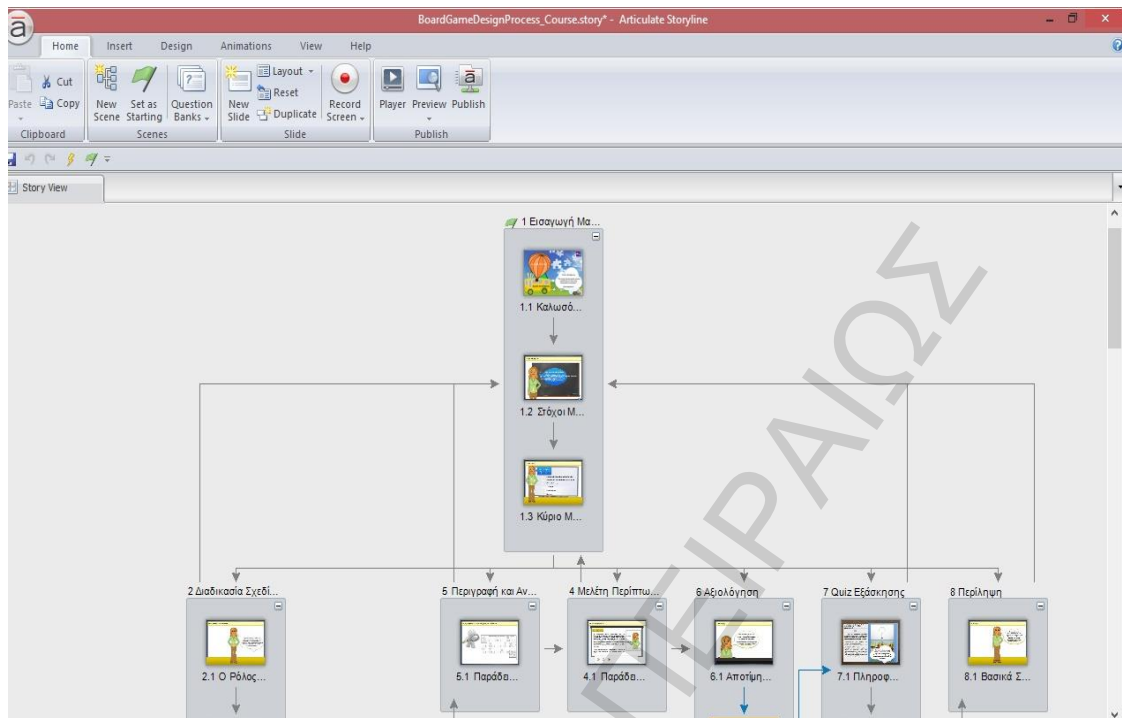 BoardGameDesignProcess_Course.story* - Articulate Storyline
Home Insert Design Animations View Help
Cut
Copy
Paste
Clipboard
New Scene
Set as Starting
Question Banks
Scenes
New Slide
Layout
Reset
Duplicate
Record Screen
Slide
Player
Preview
Publish
Publish
Story View
1 Εισαγωγή Μα...
1.1 Καλωσό...
1.2 Στόχοι Μ...
1.3 Κύριο Μ...
2 Διαδικασία Σχεδί...
5 Περιγραφή και Αν...
4 Μελέτη Περίπτω...
6 Αξιολόγηση
7 Quiz Εξάσκησης
8 Περίληψη
2.1 Ο Ρόλος...
5.1 Παράδει...
4.1 Παράδει...
6.1 Αποτίμη...
7.1 Πληροφ...
8.1 Βασικά Σ...
ΠΕΙΡΑΙΩΣ